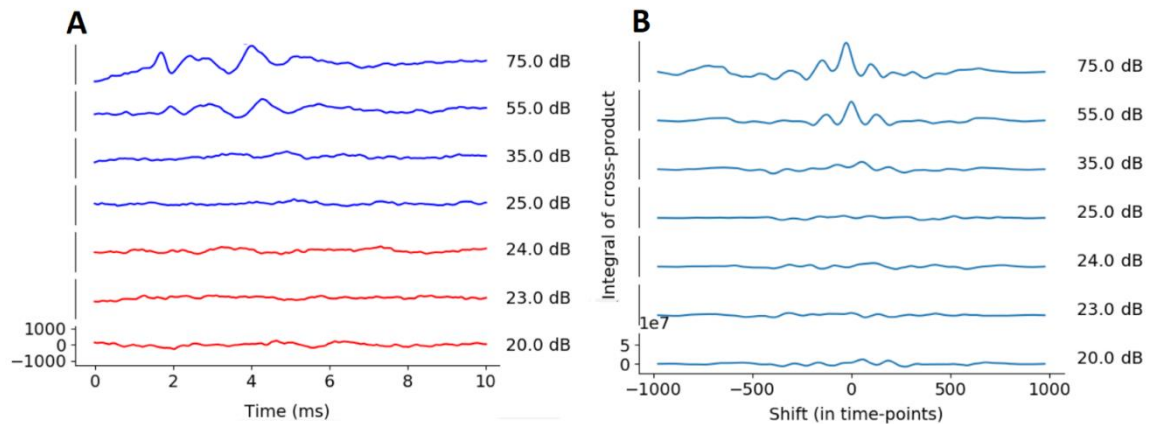 A
75.0 dB
55.0 dB
35.0 dB
25.0 dB
24.0 dB
23.0 dB
20.0 dB
1000
0
−1000
0 2 4 6 8 10
Time (ms)
B
Integral of cross-product
75.0 dB
55.0 dB
35.0 dB
25.0 dB
24.0 dB
23.0 dB
20.0 dB
1e7
5
0
−1000 −500 0 500 1000
Shift (in time-points)